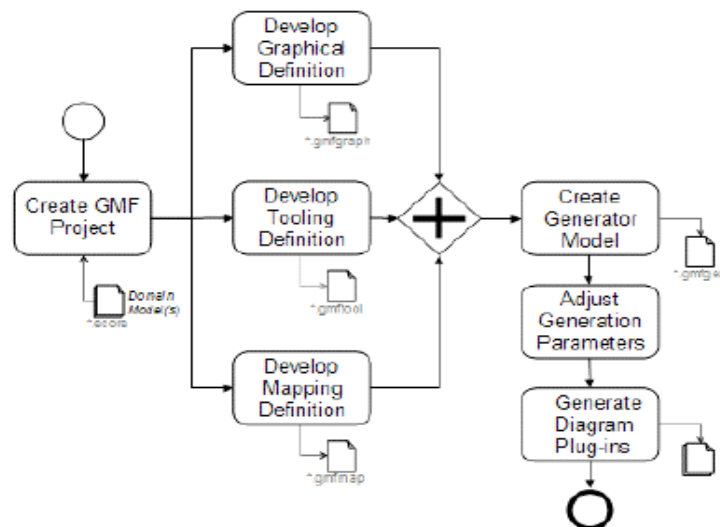 Develop
Graphical
Definition
*.gmfgraph
Create GMF
Project
Domain
Model(s)
*.ecore
Develop
Tooling
Definition
*.gmftool
Develop
Mapping
Definition
*.gmfmap
Create
Generator
Model
*.gmfge
Adjust
Generation
Parameters
Generate
Diagram
Plug-ins